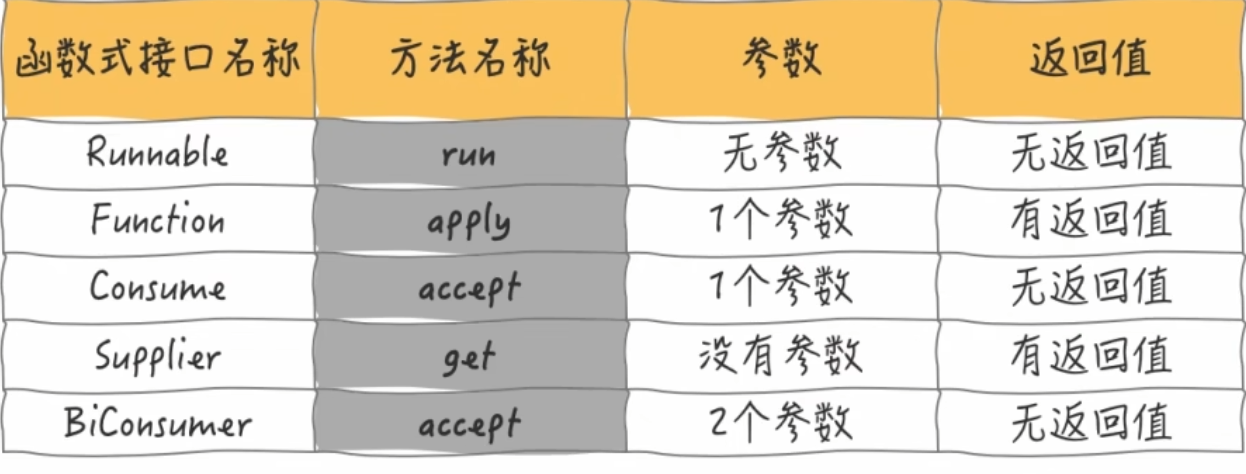 函数式接口名称 方法名称 参数 返回值
Runnable run 无参数 无返回值
Function apply 1个参数 有返回值
Consume accept 1个参数 无返回值
Supplier get 没有参数 有返回值
BiConsumer accept 2个参数 无返回值